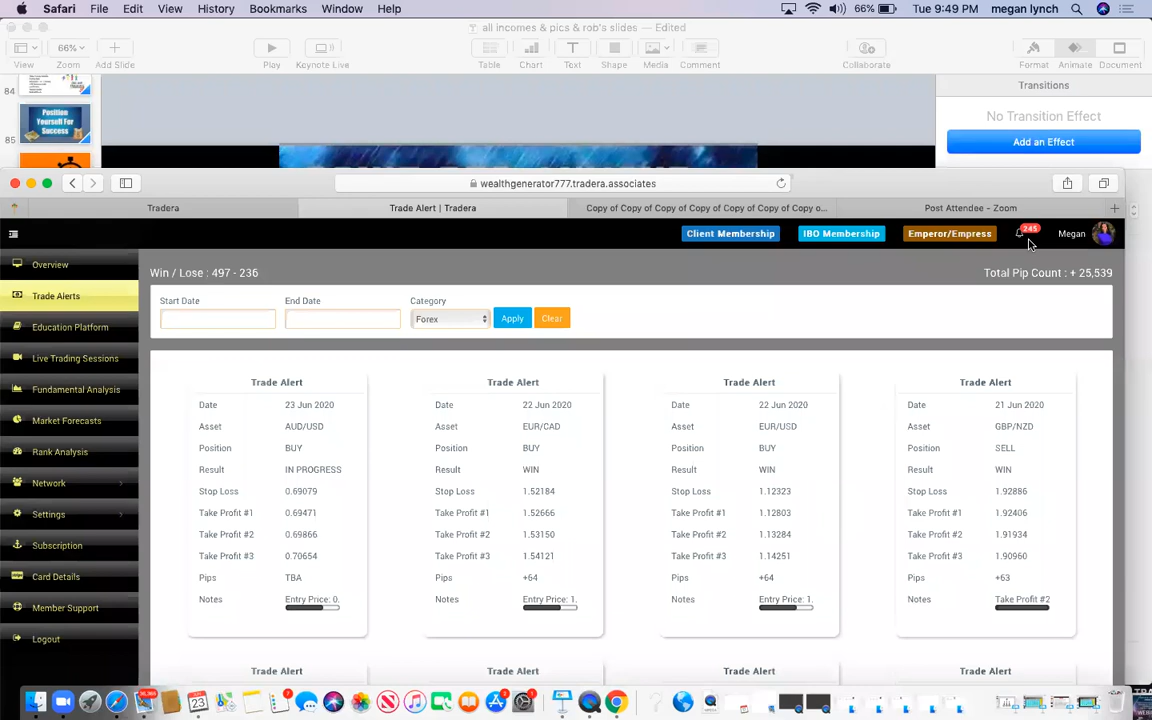 Safari File Edit View History Bookmarks Window Help 66% Tue 9:49 PM megan lynch
all incomes & pics & rob's slides — Edited
66%
View Zoom Add Slide Play Keynote Live Table Chart Text Shape Media Comment Collaborate Format Animate Document
84
Transitions
Position Yourself For Success
No Transition Effect
85
Add an Effect
wealthgenerator777.tradera.associates
Tradera Trade Alert | Tradera Copy of Copy of Copy of Copy of Copy of Copy o... Post Attendee - Zoom
Client Membership IBO Membership Emperor/Empress 245 Megan
Overview
Trade Alerts
Education Platform
Live Trading Sessions
Fundamental Analysis
Market Forecasts
Rank Analysis
Network
Settings
Subscription
Card Details
Member Support
Logout
Win / Lose : 497 - 236 Total Pip Count : + 25,539
Start Date End Date Category
Forex Apply Clear
Trade Alert
Date 23 Jun 2020
Asset AUD/USD
Position BUY
Result IN PROGRESS
Stop Loss 0.69079
Take Profit #1 0.69471
Take Profit #2 0.69866
Take Profit #3 0.70654
Pips TBA
Notes Entry Price: 0.
Trade Alert
Date 22 Jun 2020
Asset EUR/CAD
Position BUY
Result WIN
Stop Loss 1.52184
Take Profit #1 1.52666
Take Profit #2 1.53150
Take Profit #3 1.54121
Pips +64
Notes Entry Price: 1.
Trade Alert
Date 22 Jun 2020
Asset EUR/USD
Position BUY
Result WIN
Stop Loss 1.12323
Take Profit #1 1.12803
Take Profit #2 1.13284
Take Profit #3 1.14251
Pips +64
Notes Entry Price: 1.
Trade Alert
Date 21 Jun 2020
Asset GBP/NZD
Position SELL
Result WIN
Stop Loss 1.92886
Take Profit #1 1.92406
Take Profit #2 1.91934
Take Profit #3 1.90960
Pips +63
Notes Take Profit #2
Trade Alert Trade Alert Trade Alert Trade Alert